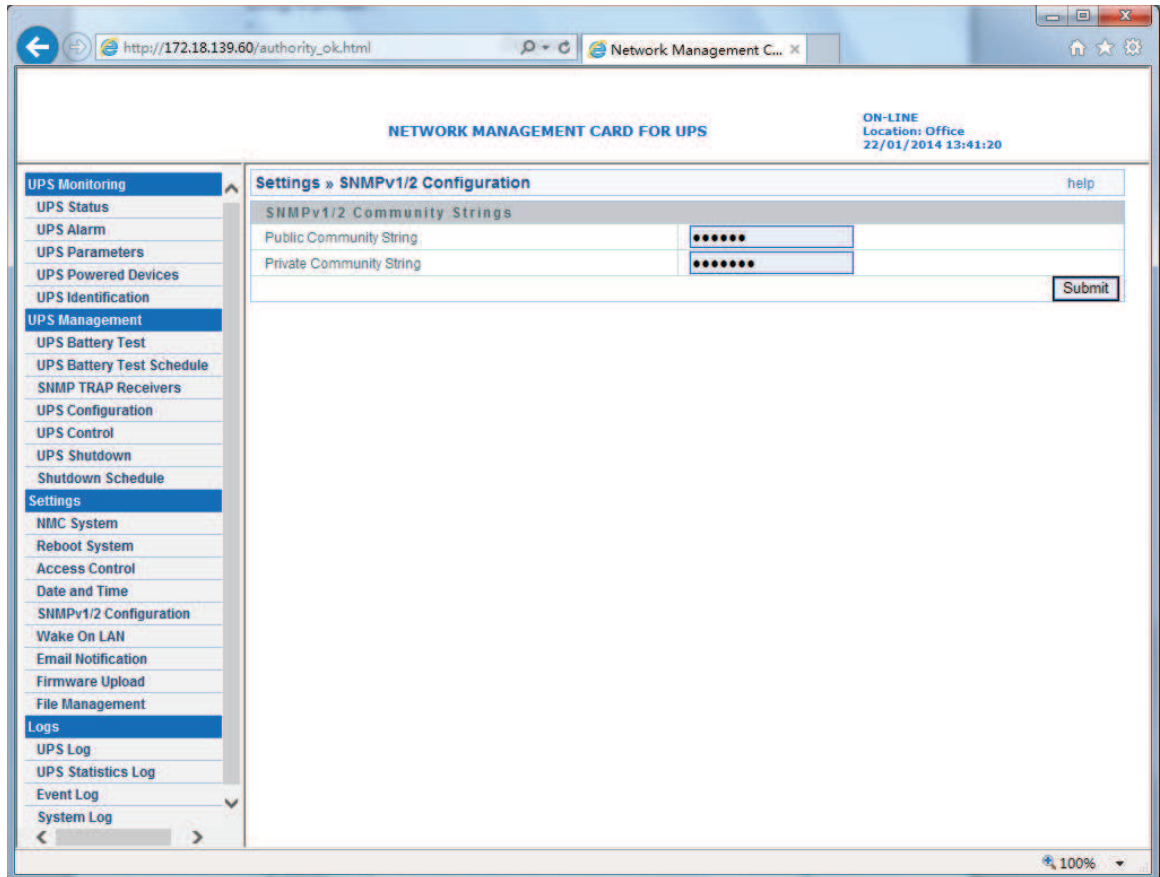 http://172.18.139.60/authority_ok.html
Network Management C...
NETWORK MANAGEMENT CARD FOR UPS
ON-LINE
Location: Office
22/01/2014 13:41:20
UPS Monitoring
UPS Status
UPS Alarm
UPS Parameters
UPS Powered Devices
UPS Identification
UPS Management
UPS Battery Test
UPS Battery Test Schedule
SNMP TRAP Receivers
UPS Configuration
UPS Control
UPS Shutdown
Shutdown Schedule
Settings
NMC System
Reboot System
Access Control
Date and Time
SNMPv1/2 Configuration
Wake On LAN
Email Notification
Firmware Upload
File Management
Logs
UPS Log
UPS Statistics Log
Event Log
System Log
Settings » SNMPv1/2 Configuration help
SNMPv1/2 Community Strings
Public Community String ••••••
Private Community String •••••••
Submit
100%